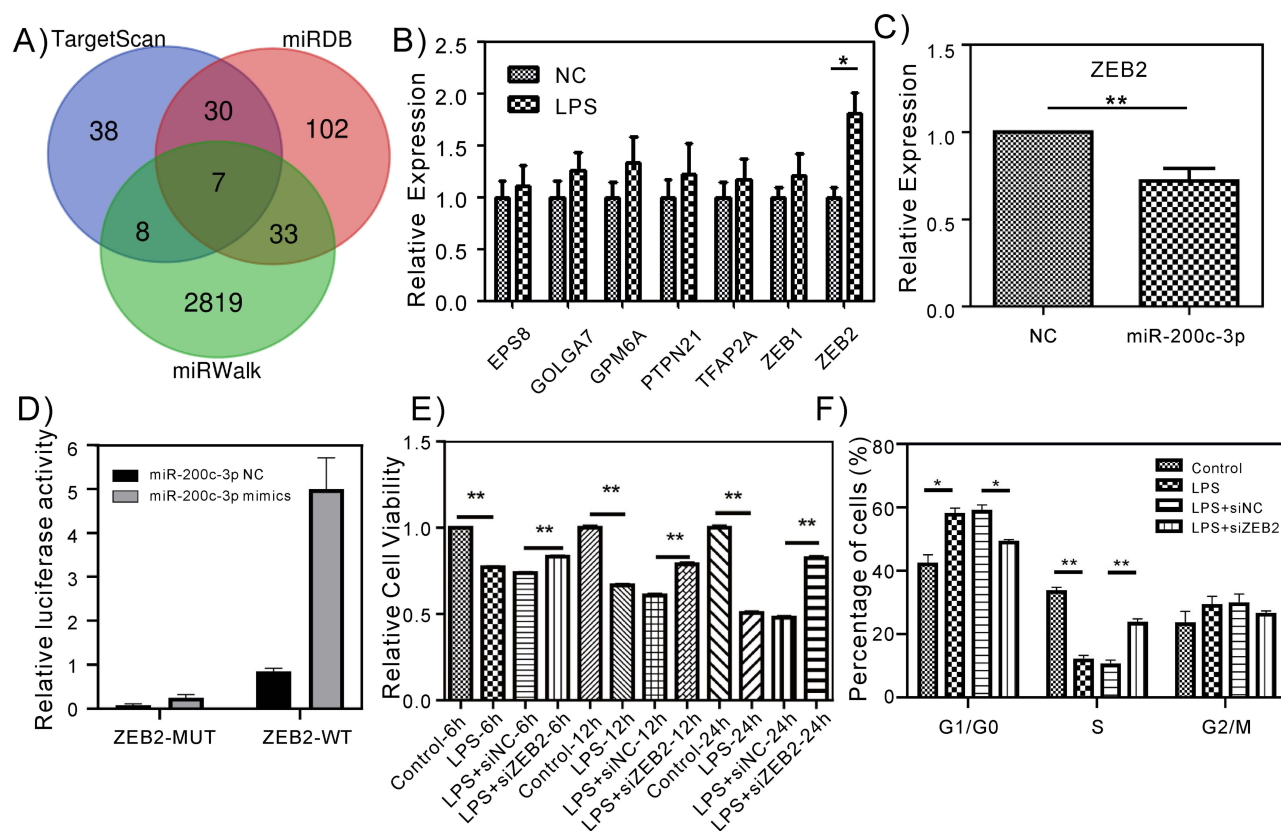 A)
TargetScan
miRDB
38
30
102
7
8
33
2819
miRWalk
B)
Relative Expression
2.5
2.0
1.5
1.0
0.5
0.0
NC
LPS
*
EPS8
GOLGA7
GPM6A
PTPN21
TFAP2A
ZEB1
ZEB2
C)
Relative Expression
1.5
1.0
0.5
0.0
ZEB2
**
NC
miR-200c-3p
D)
Relative luciferase activity
6
5
4
3
2
1
0
miR-200c-3p NC
miR-200c-3p mimics
ZEB2-MUT
ZEB2-WT
E)
Relative Cell Viability
1.5
1.0
0.5
0.0
**
**
**
**
**
**
Control-6h
LPS-6h
LPS+siNC-6h
LPS+siZEB2-6h
Control-12h
LPS-12h
LPS+siNC-12h
LPS+siZEB2-12h
Control-24h
LPS-24h
LPS+siNC-24h
LPS+siZEB2-24h
F)
Percentage of cells (%)
80
60
40
20
0
Control
LPS
LPS+siNC
LPS+siZEB2
*
*
**
**
G1/G0
S
G2/M